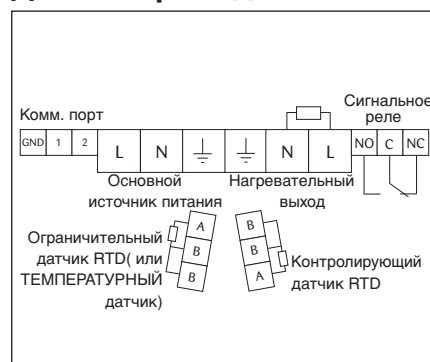 Сигнальное
реле
Комм. порт
GND 1 2 L N N L NO C NC
Основной
источник питания
Нагревательный
выход
Ограничительный
датчик RTD( или
ТЕМПЕРАТУРНЫЙ
датчик)
A
B
B
B
B
A
Контролирующий
датчик RTD